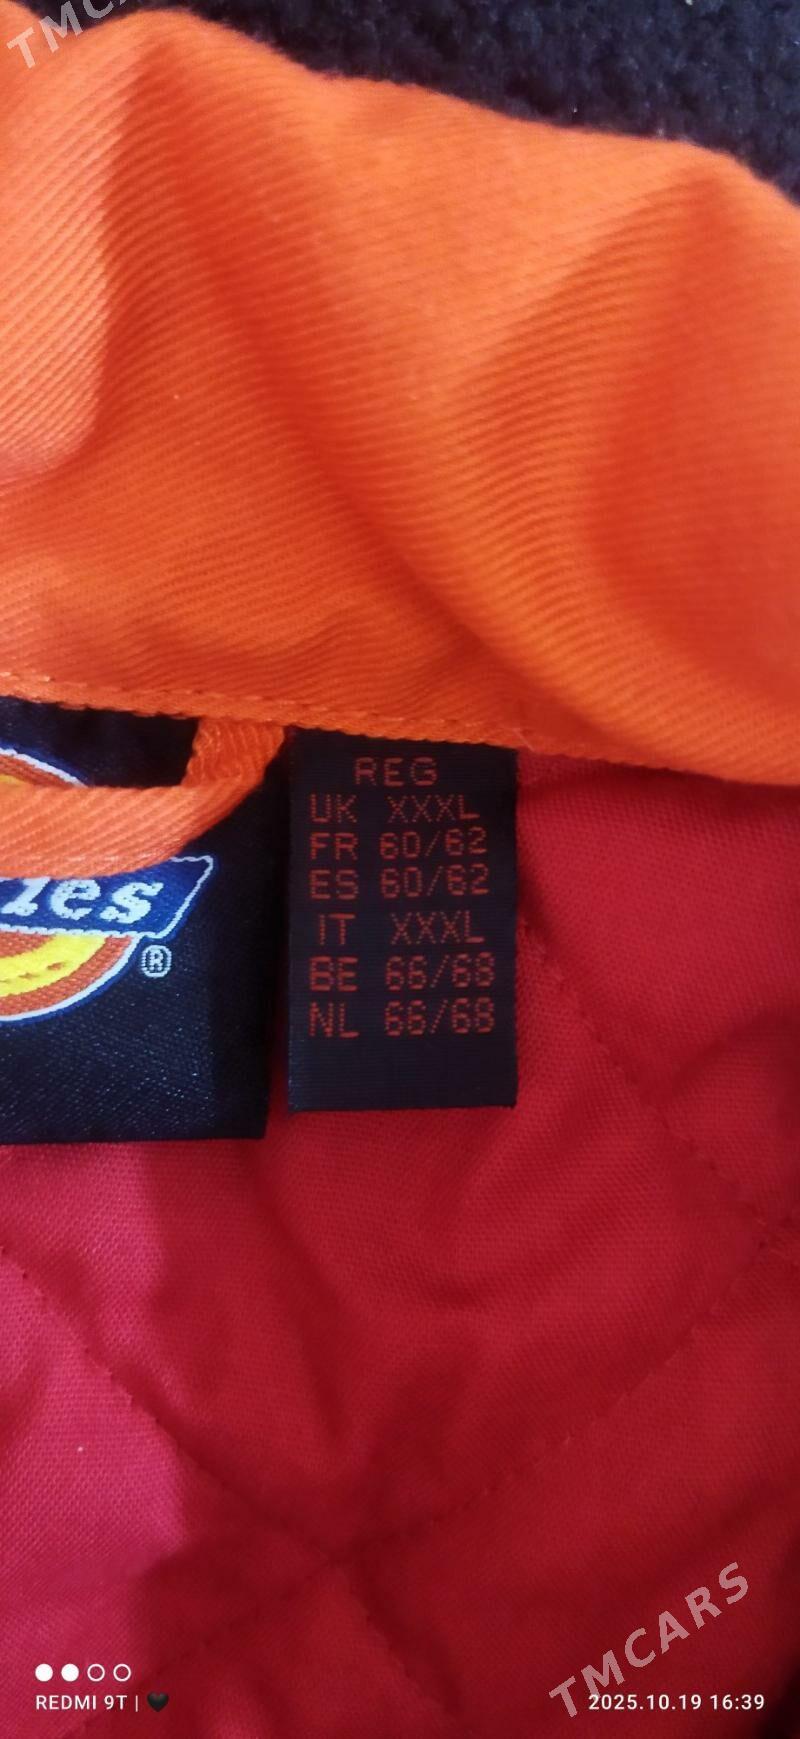 REG
UK XXXL
FR 60/62
ES 60/62
IT XXXL
BE 66/68
NL 66/68
®
TMCARS
REDMI 9T | 🖤
2025.10.19 16:39